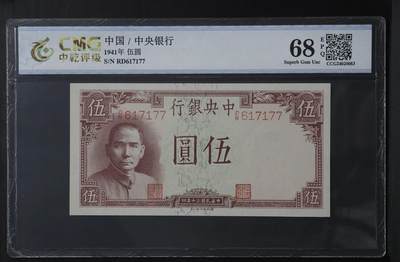 CMG
中乾评级
中国 / 中央银行
1941年 伍圆
S/N RD617177
68
EPQ
Superb Gem Unc
伍
伍
行銀央中
617177
617177
圓 伍
伍
伍